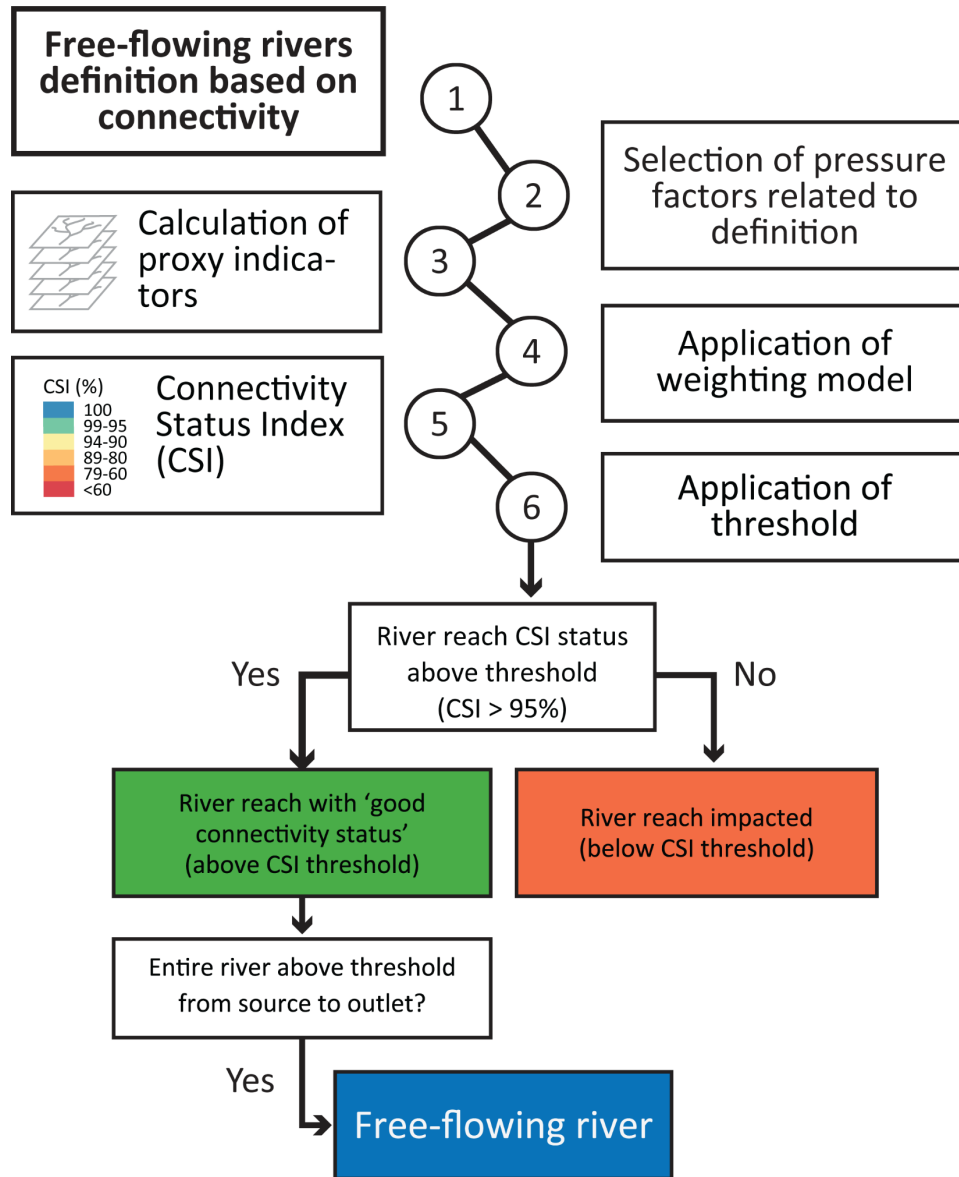 Free-flowing rivers
definition based on
connectivity
1
2
Selection of pressure
factors related to
definition
Calculation of
proxy indica-
tors
3
4
Application of
weighting model
CSI (%)
100
99-95
94-90
89-80
79-60
<60
Connectivity
Status Index
(CSI)
5
6
Application of
threshold
River reach CSI status
above threshold
(CSI > 95%)
Yes
No
River reach with ‘good
connectivity status’
(above CSI threshold)
River reach impacted
(below CSI threshold)
Entire river above threshold
from source to outlet?
Yes
Free-flowing river